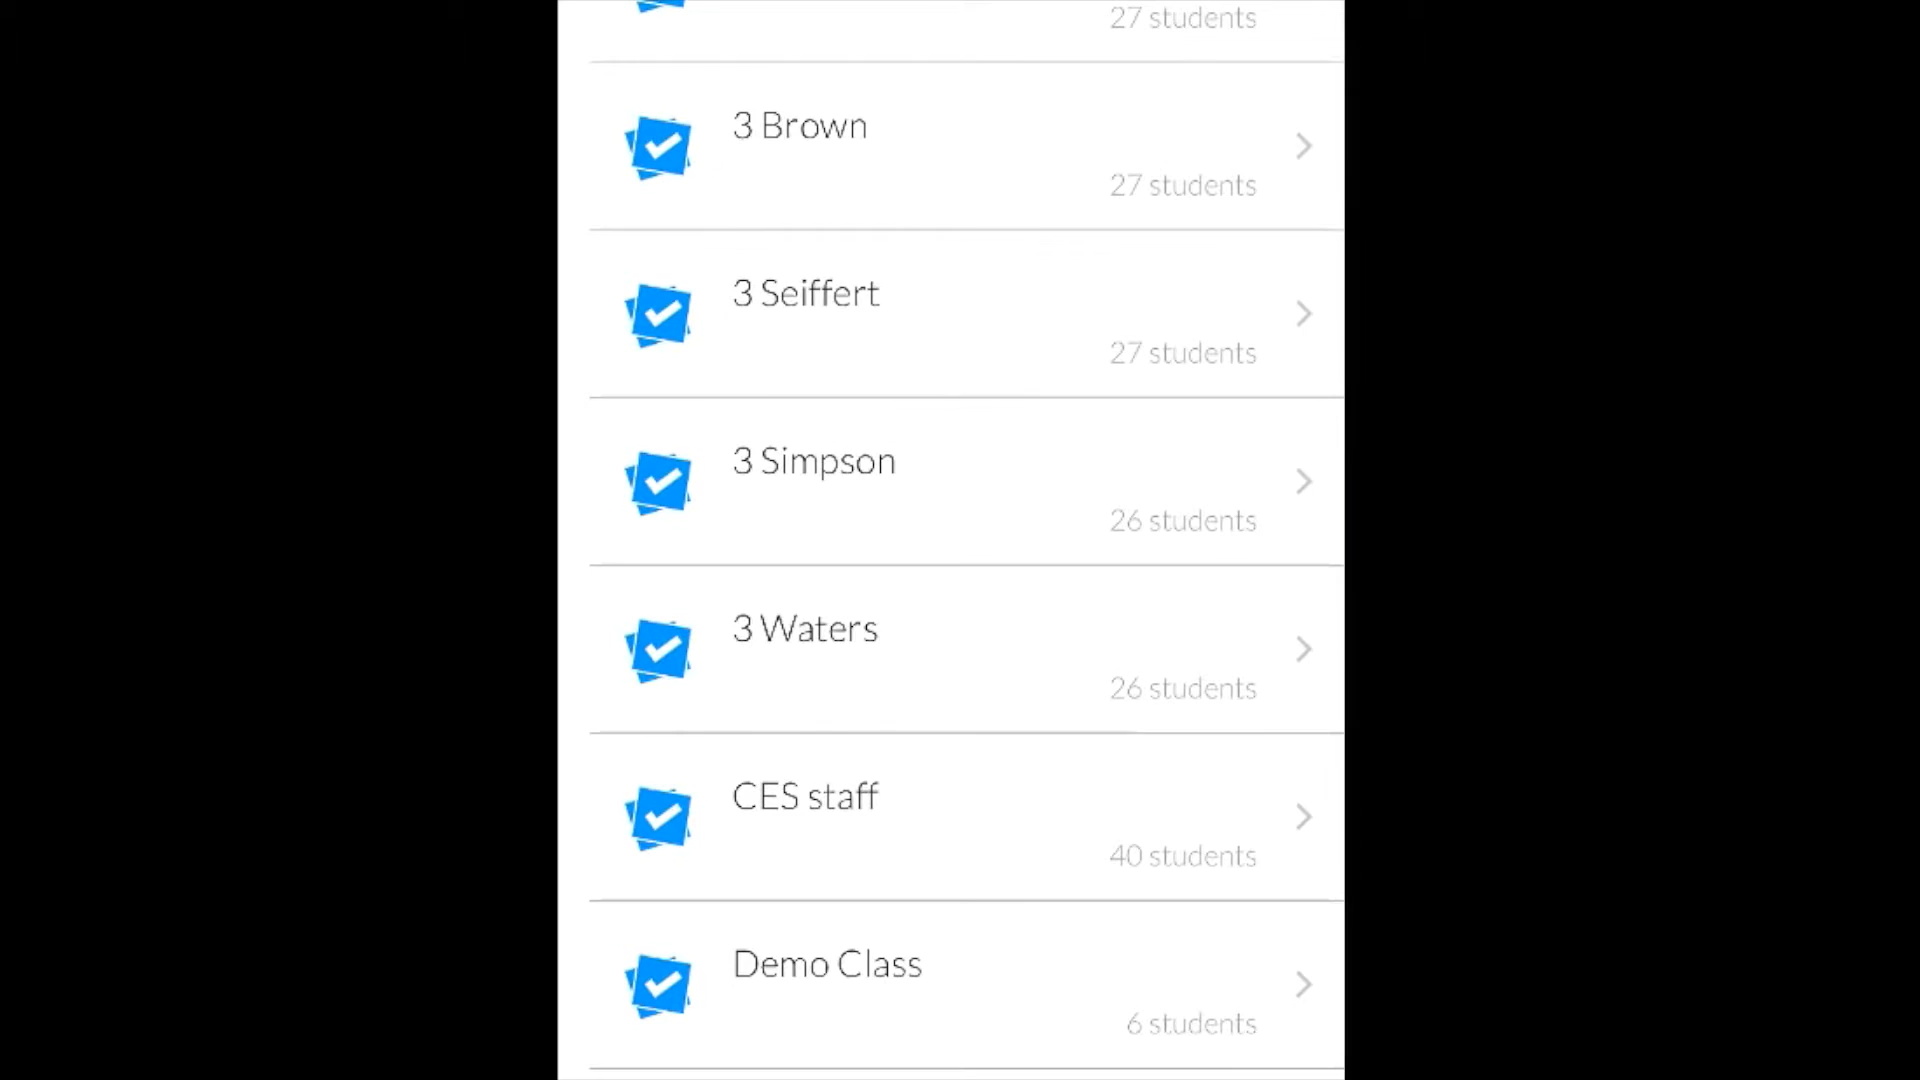 27 students
3 Brown
27 students
3 Seiffert
27 students
3 Simpson
26 students
3 Waters
26 students
CES staff
40 students
Demo Class
6 students